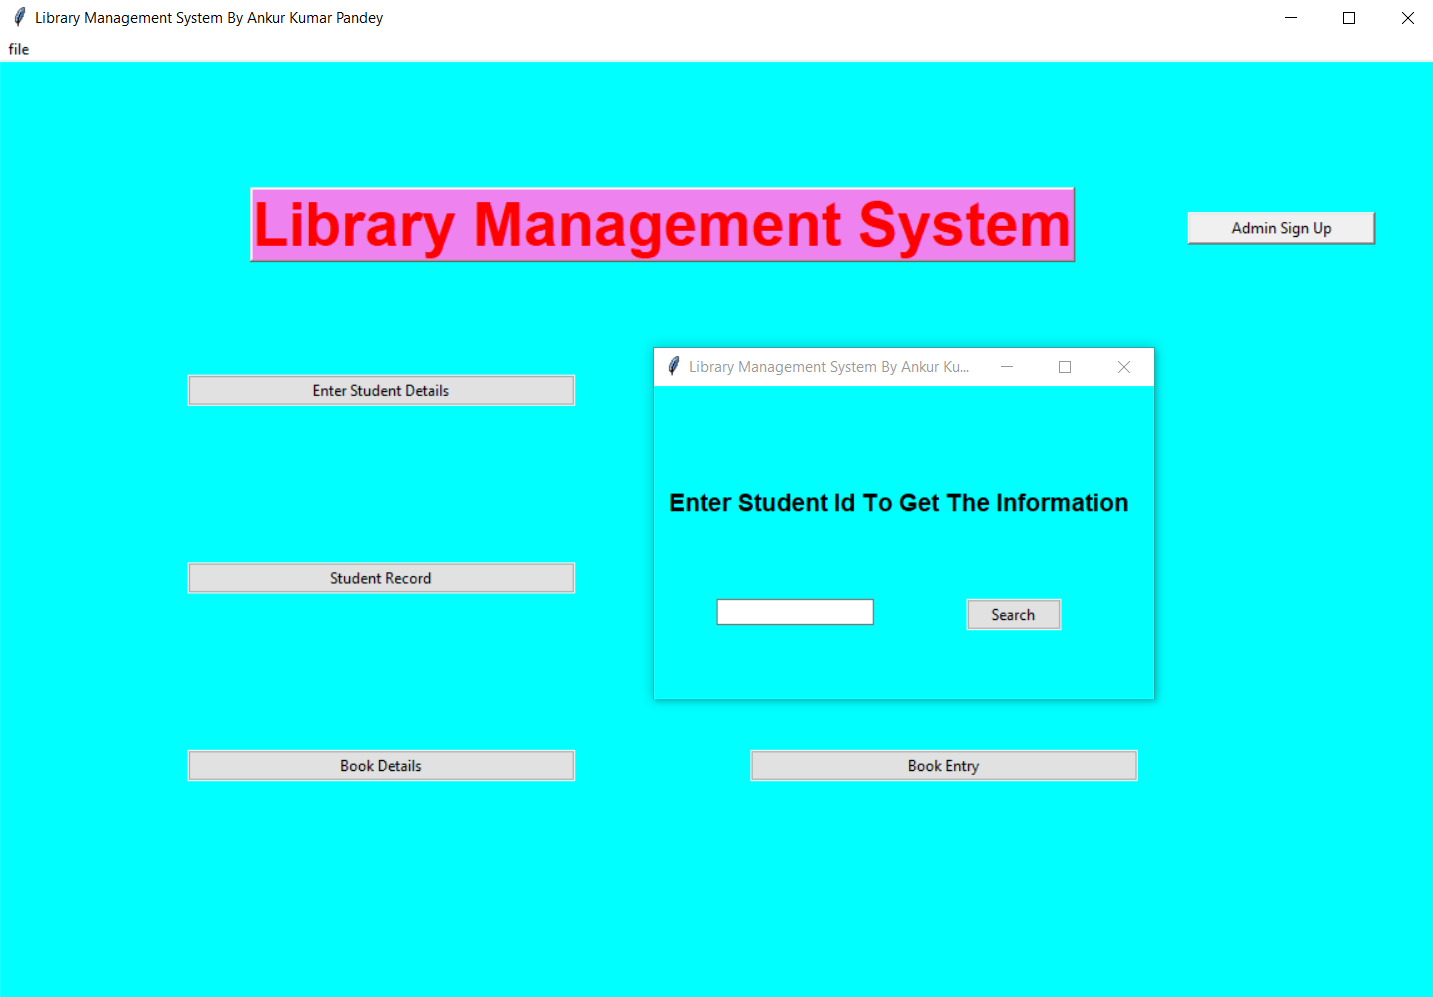 Library Management System By Ankur Kumar Pandey
file
Library Management System
Admin Sign Up
Library Management System By Ankur Ku...
Enter Student Details
Enter Student Id To Get The Information
Student Record
Search
Book Details
Book Entry